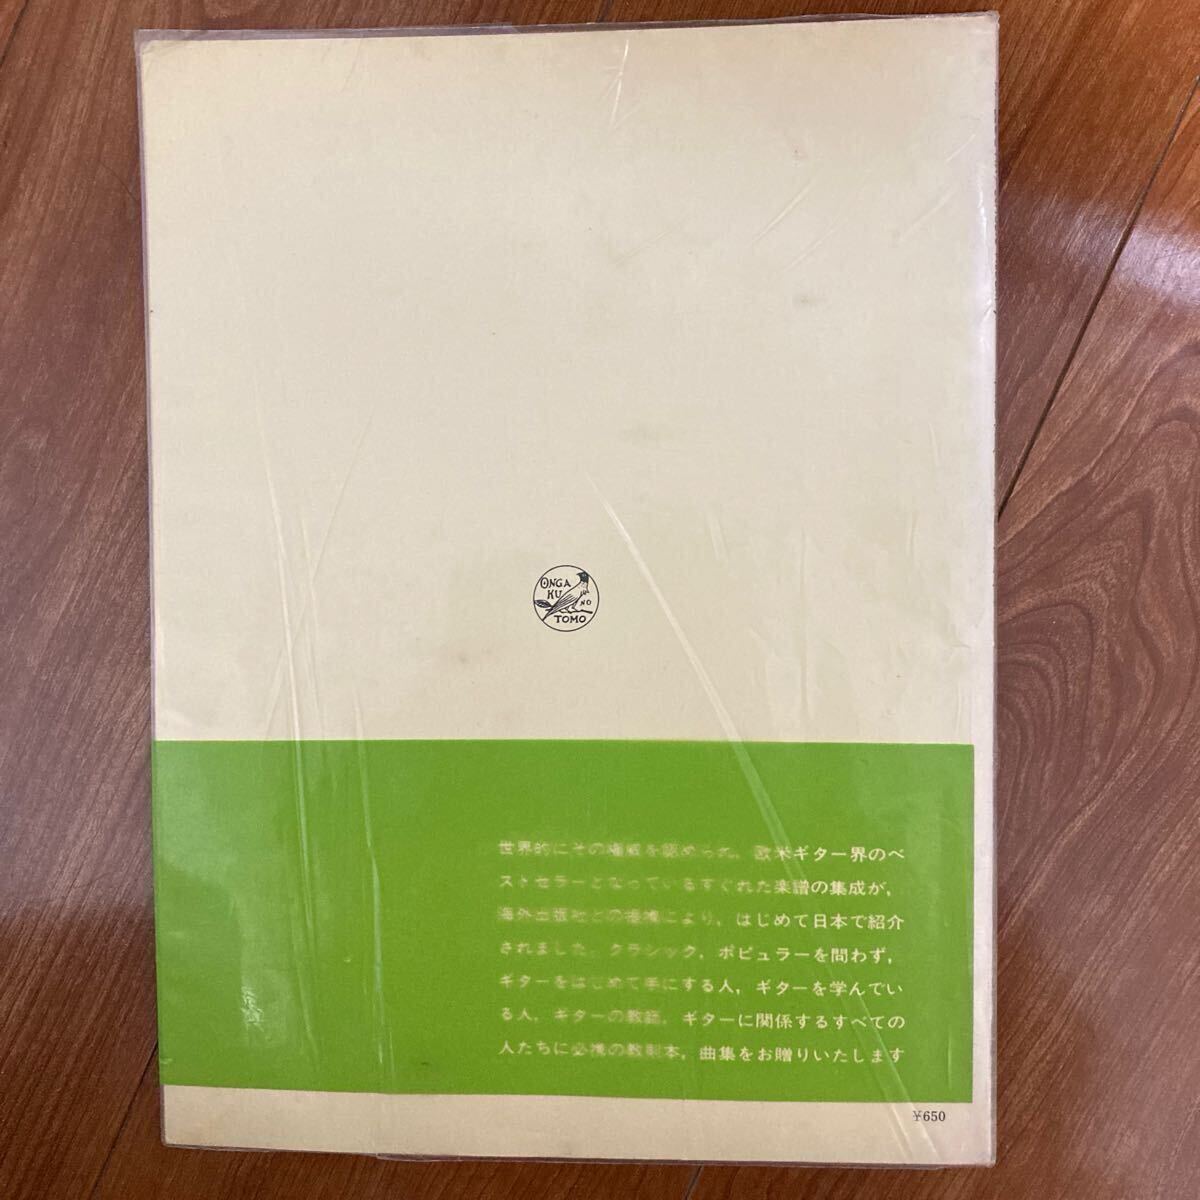 ONGA
KU
NO
TOMO
世界的にその権威を認められ，欧米ギター界のベ
ストセラーとなっているすぐれた楽譜の集成が，
海外出版社との提携により，はじめて日本で紹介
されました。クラシック，ポピュラーを問わず，
ギターをはじめて手にする人，ギターを学んでい
る人，ギターの教師，ギターに関係するすべての
人たちに必携の教則本，曲集をお贈りいたします
¥650